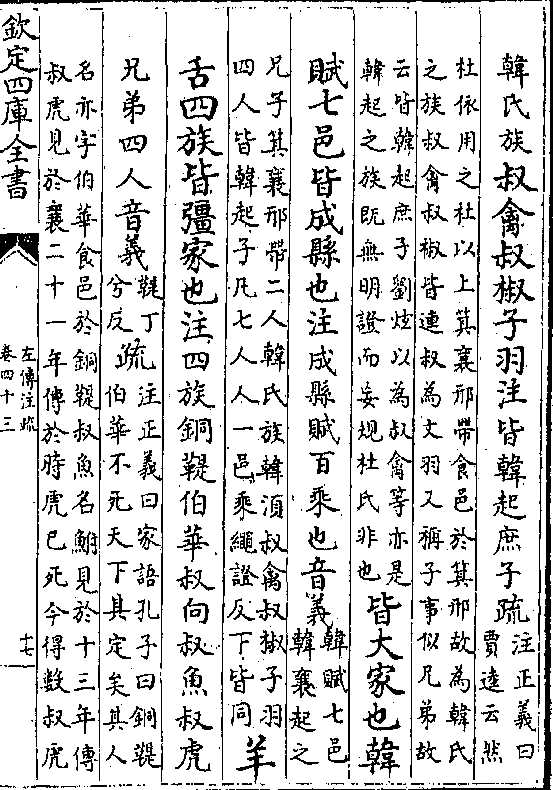 韓氏族叔禽叔椒子羽注皆韓起庶子疏注正義曰
賈逵云然
杜依用之杜以上箕襄邢帶食邑於箕邢故為韓氏
之族叔禽叔椒皆連叔為文羽又稱子事似兄弟故
云皆韓起庶子劉炫以為叔禽等亦是
韓起之族既無明證而妄規杜氏非也
皆大家也韓
賦七邑皆成縣也注成縣賦百乘也音義韓賦七邑
韓襄起之
兄子箕襄邢帶二人韓氏族韓湏叔禽叔椒子羽
四人皆韓起子凡七人人一邑乘繩證反下皆同
羊
舌四族皆彊家也注四族銅鞮伯華叔向叔魚叔虎
兄弟四人音義鞮丁
兮反
疏注正義曰家語孔子曰銅鞮
伯華不死天下其定矣其人
名赤字伯華食邑於銅鞮叔魚名鮒見於十三年傳
叔虎見於襄二十一年傳於時虎已死今得數叔虎
欽定四庫全書
左傳注疏
卷四十三
十七